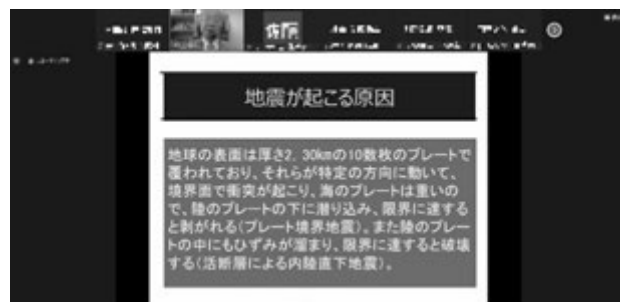 地震が起こる原因
地球の表面は厚さ2, 30kmの10数枚のプレートで
覆われており、それらが特定の方向に動いて、
境界面で衝突が起こり、海のプレートは重いの
で、陸のプレートの下に潜り込み、限界に達する
と剥がれる(プレート境界地震)。また陸のプレー
トの中にもひずみが溜まり、限界に達すると破壊
する(活断層による内陸直下地震)。